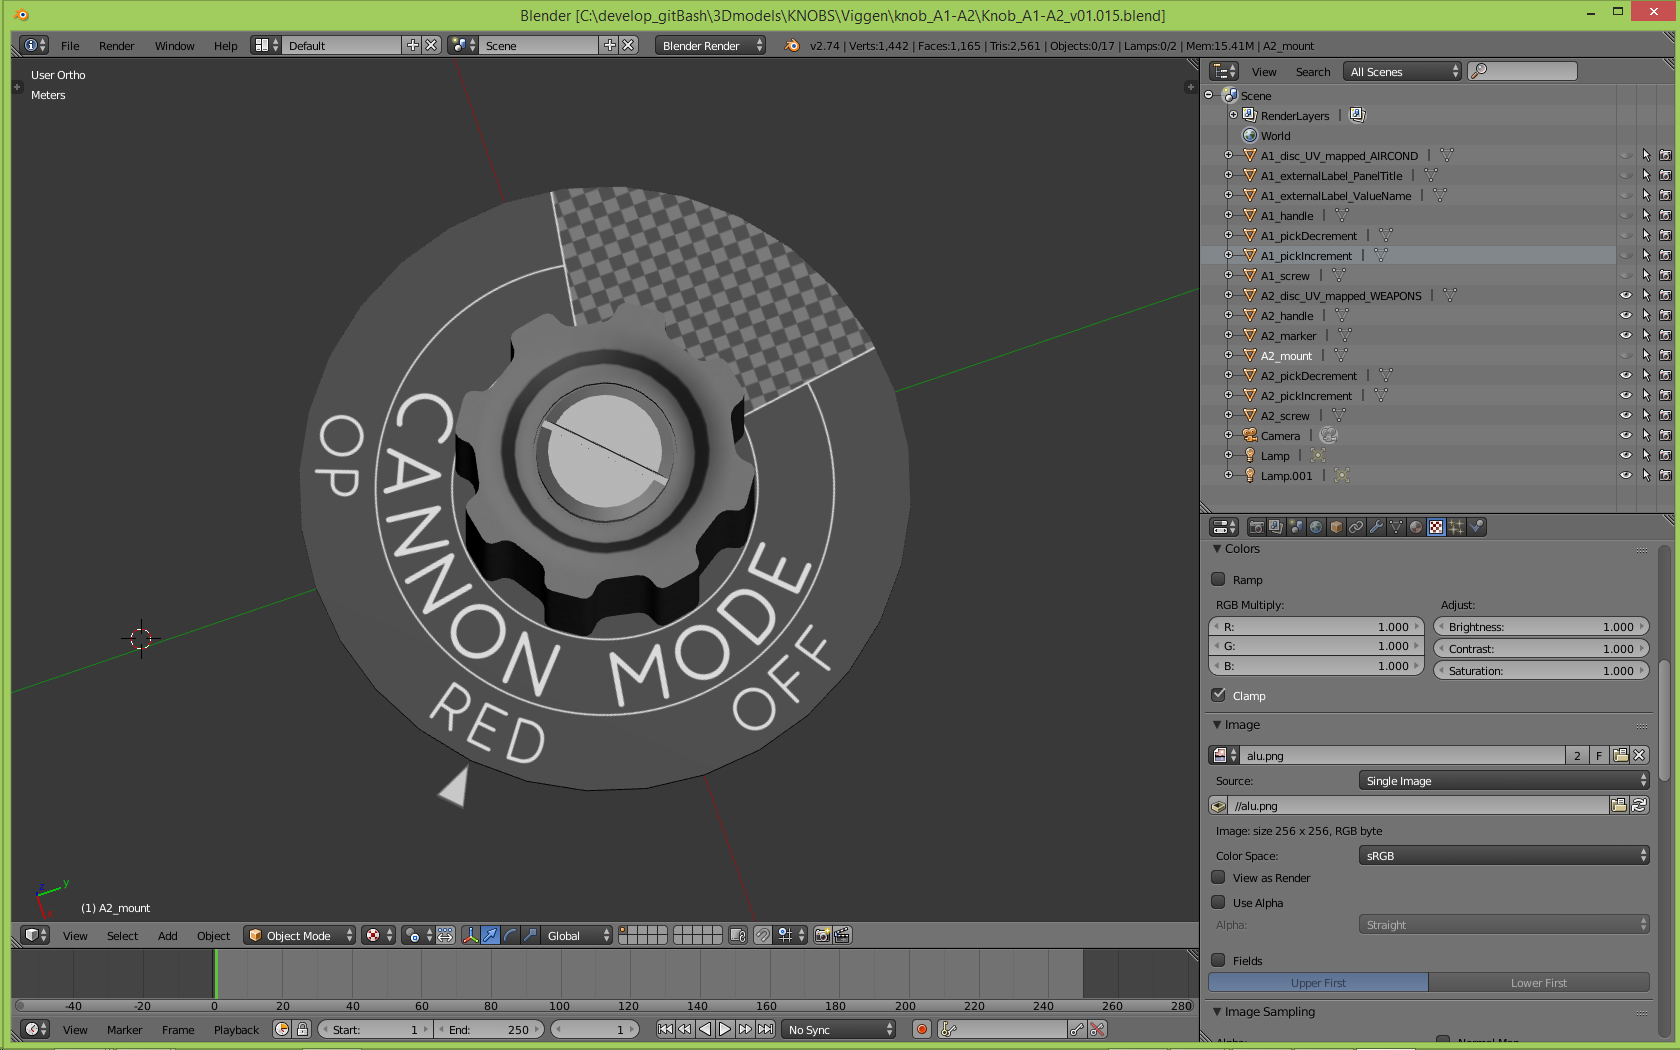 Blender [C:\develop_gitBash\3Dmodels\KNOBS\Viggen\knob_A1-A2\Knob_A1-A2_v01.015.blend]
File Render Window Help Default Scene Blender Render v2.74 | Verts:1,442 | Faces:1,165 | Tris:2,561 | Objects:0/17 | Lamps:0/2 | Mem:15.41M | A2_mount
User Ortho
Meters
OP
CANNON MODE
RED
OFF
z y
(1) A2_mount
View Select Add Object Object Mode Global
-40 -20 0 20 40 60 80 100 120 140 160 180 200 220 240 260 280
View Marker Frame Playback Start: 1 End: 250 1 No Sync
View Search All Scenes
Scene
RenderLayers
World
A1_disc_UV_mapped_AIRCOND
A1_externalLabel_PanelTitle
A1_externalLabel_ValueName
A1_handle
A1_pickDecrement
A1_pickIncrement
A1_screw
A2_disc_UV_mapped_WEAPONS
A2_handle
A2_marker
A2_mount
A2_pickDecrement
A2_pickIncrement
A2_screw
Camera
Lamp
Lamp.001
Colors
Ramp
RGB Multiply: Adjust:
R: 1.000 Brightness: 1.000
G: 1.000 Contrast: 1.000
B: 1.000 Saturation: 1.000
Clamp
Image
alu.png 2 F
Source: Single Image
//alu.png
Image: size 256 x 256, RGB byte
Color Space: sRGB
View as Render
Use Alpha
Alpha: Straight
Fields
Upper First Lower First
Image Sampling